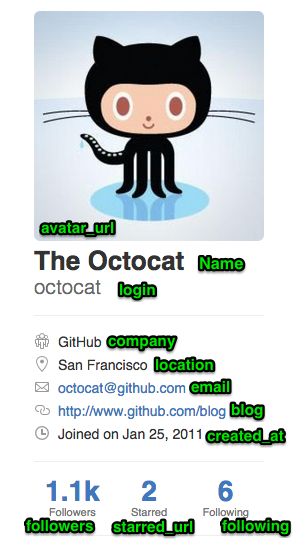 avatar_url
The Octocat Name
octocat login
GitHub company
San Francisco location
octocat@github.com email
http://www.github.com/blog blog
Joined on Jan 25, 2011 created_at
1.1k 2 6
Followers Starred Following
followers starred_url following